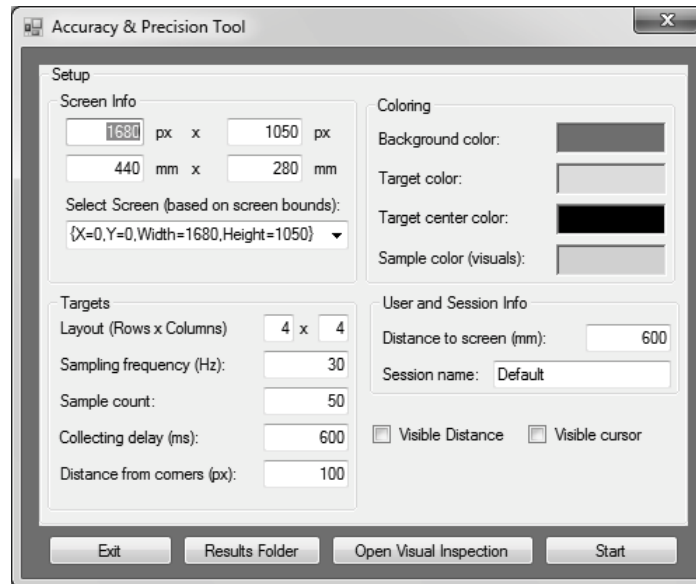 Accuracy & Precision Tool
x
Setup
Screen Info
1680 px x 1050 px
440 mm x 280 mm
Select Screen (based on screen bounds):
{X=0,Y=0,Width=1680,Height=1050}
Coloring
Background color:
Target color:
Target center color:
Sample color (visuals):
Targets
Layout (Rows x Columns) 4 x 4
Sampling frequency (Hz): 30
Sample count: 50
Collecting delay (ms): 600
Distance from corners (px): 100
User and Session Info
Distance to screen (mm): 600
Session name: Default
Visible Distance Visible cursor
Exit Results Folder Open Visual Inspection Start